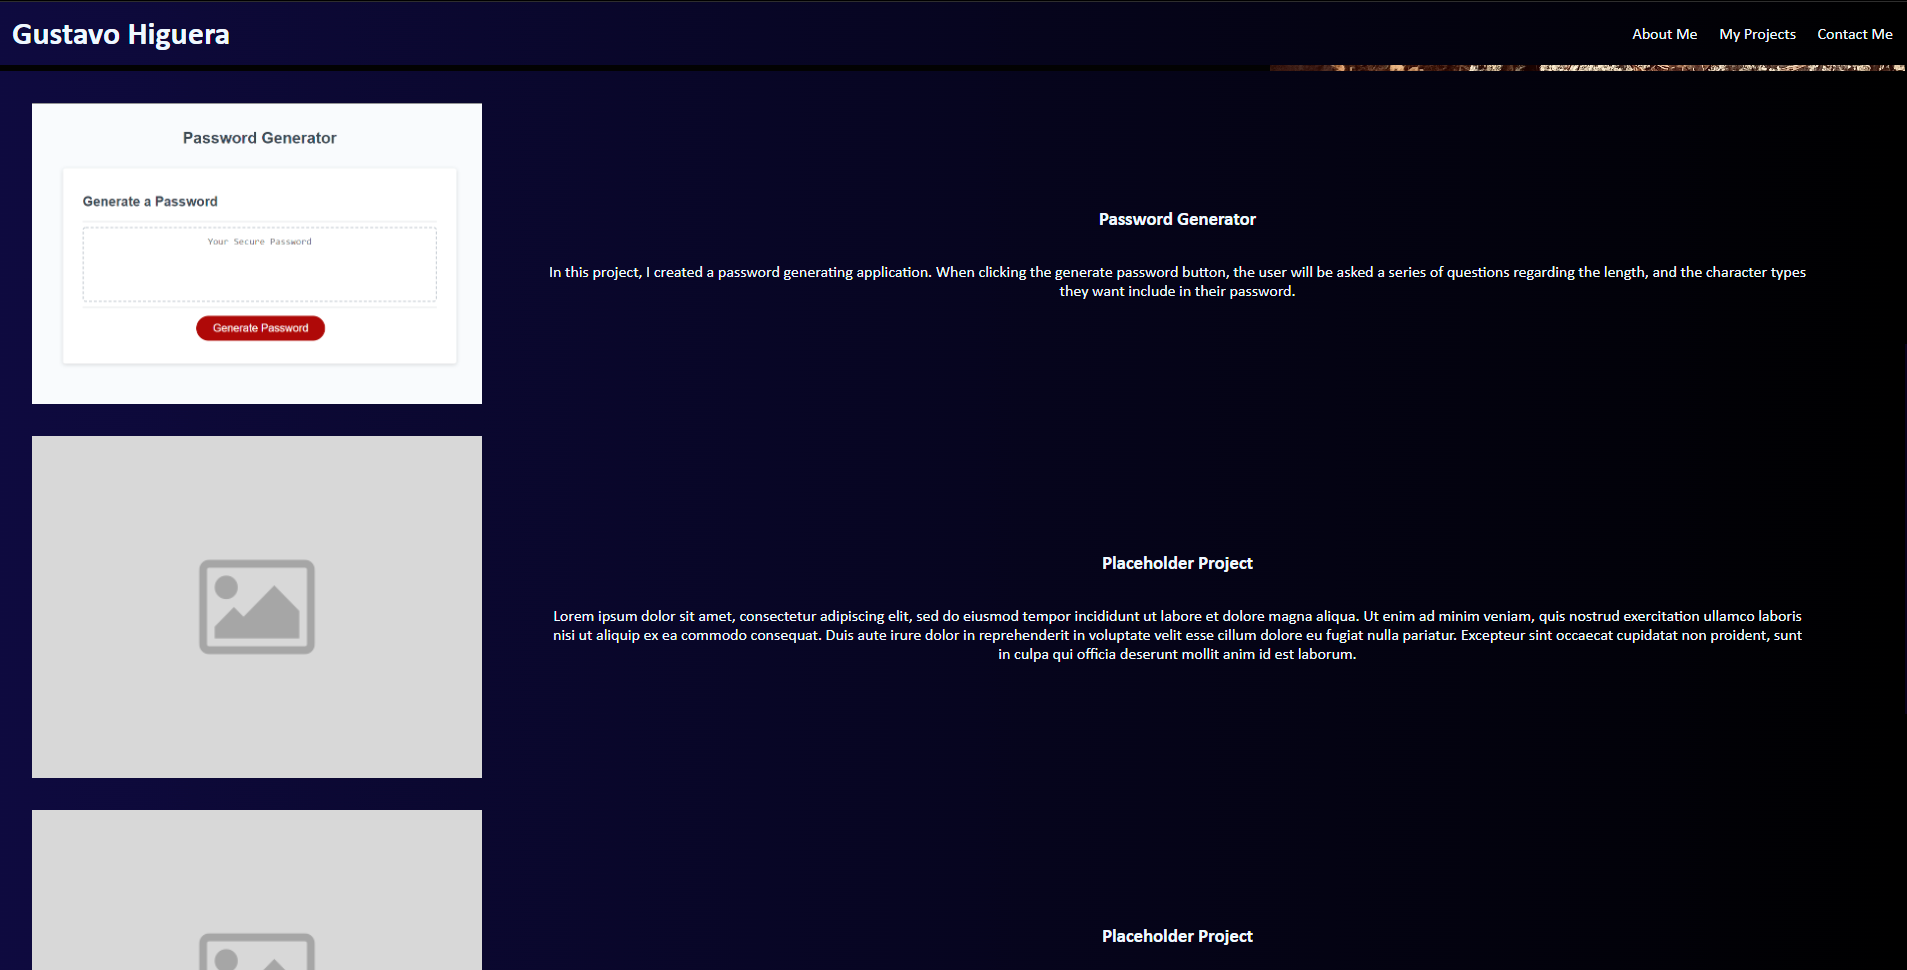 Gustavo Higuera
About Me
My Projects
Contact Me
Password Generator
Generate a Password
Your Secure Password
Generate Password
Password Generator
In this project, I created a password generating application. When clicking the generate password button, the user will be asked a series of questions regarding the length, and the character types
they want include in their password.
Placeholder Project
Lorem ipsum dolor sit amet, consectetur adipiscing elit, sed do eiusmod tempor incididunt ut labore et dolore magna aliqua. Ut enim ad minim veniam, quis nostrud exercitation ullamco laboris
nisi ut aliquip ex ea commodo consequat. Duis aute irure dolor in reprehenderit in voluptate velit esse cillum dolore eu fugiat nulla pariatur. Excepteur sint occaecat cupidatat non proident, sunt
in culpa qui officia deserunt mollit anim id est laborum.
Placeholder Project